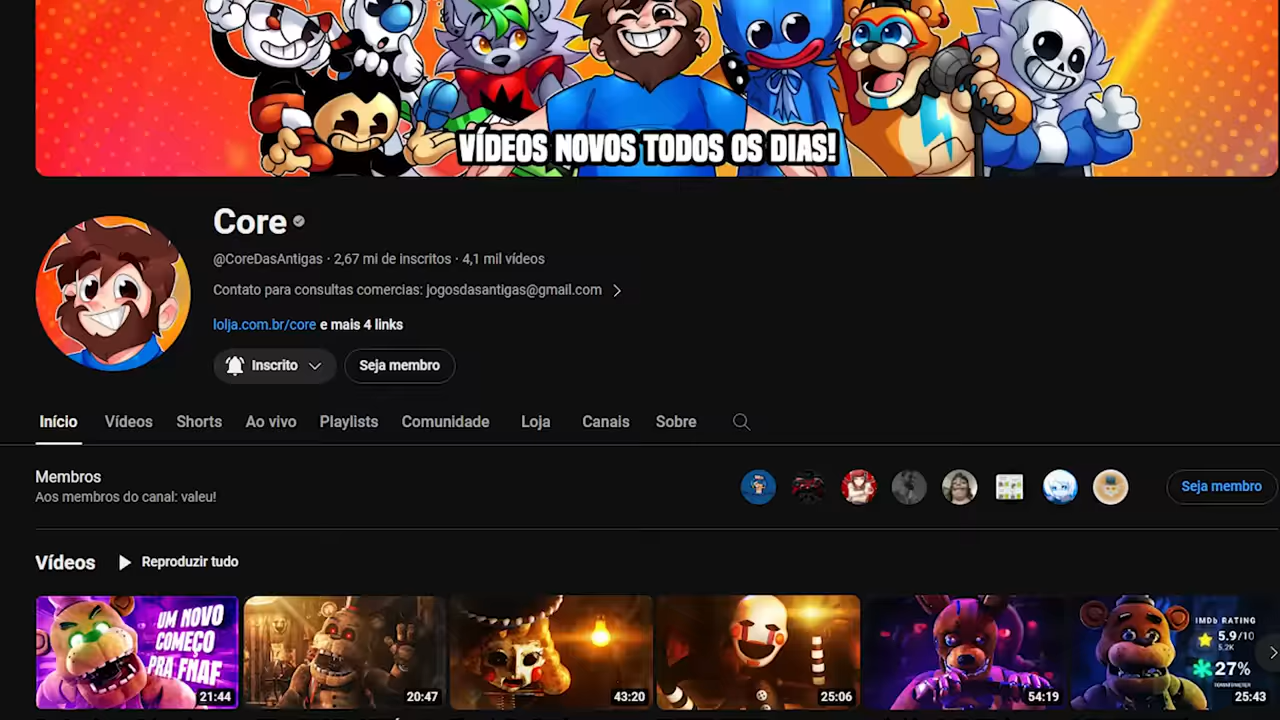 VÍDEOS NOVOS TODOS OS DIAS!
Core
@CoreDasAntigas · 2,67 mi de inscritos · 4,1 mil vídeos
Contato para consultas comercias: jogosdasantigas@gmail.com
lolja.com.br/core e mais 4 links
Inscrito
Seja membro
Início Vídeos Shorts Ao vivo Playlists Comunidade Loja Canais Sobre
Membros
Aos membros do canal: valeu!
Seja membro
Vídeos
Reproduzir tudo
UM NOVO
COMEÇO
PRA FNAF
21:44
20:47
43:20
25:06
54:19
IMDb RATING
5.9/10
5.2K
27%
25:43